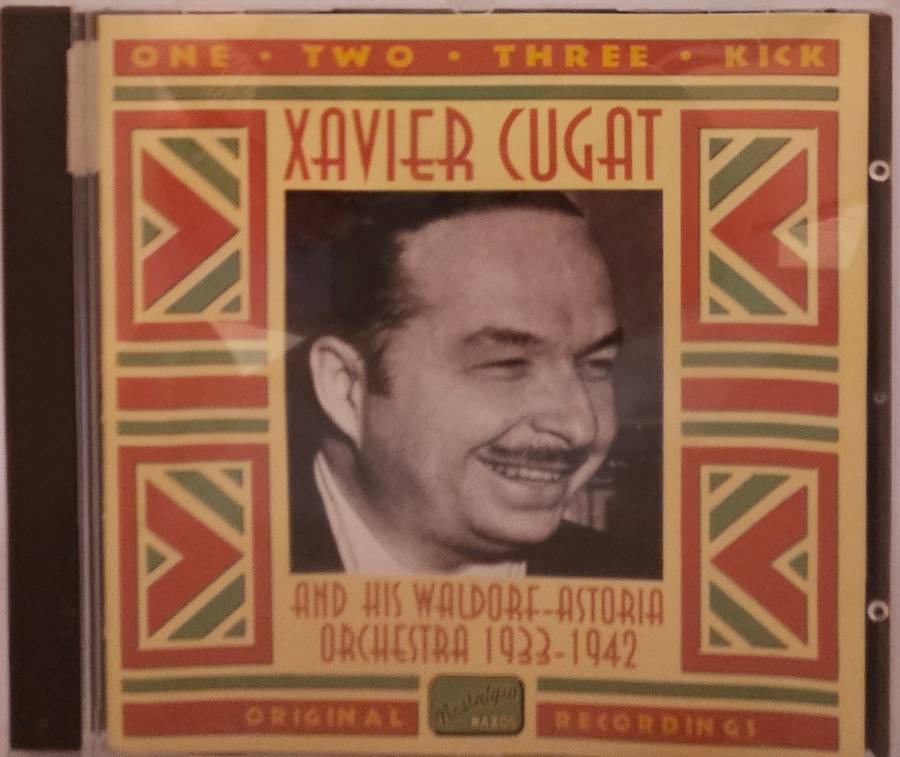 ONE · TWO · THREE · KICK
XAVIER CUGAT
AND HIS WALDORF-ASTORIA
ORCHESTRA 1933-1942
Nostalgia
NAXOS
ORIGINAL RECORDINGS